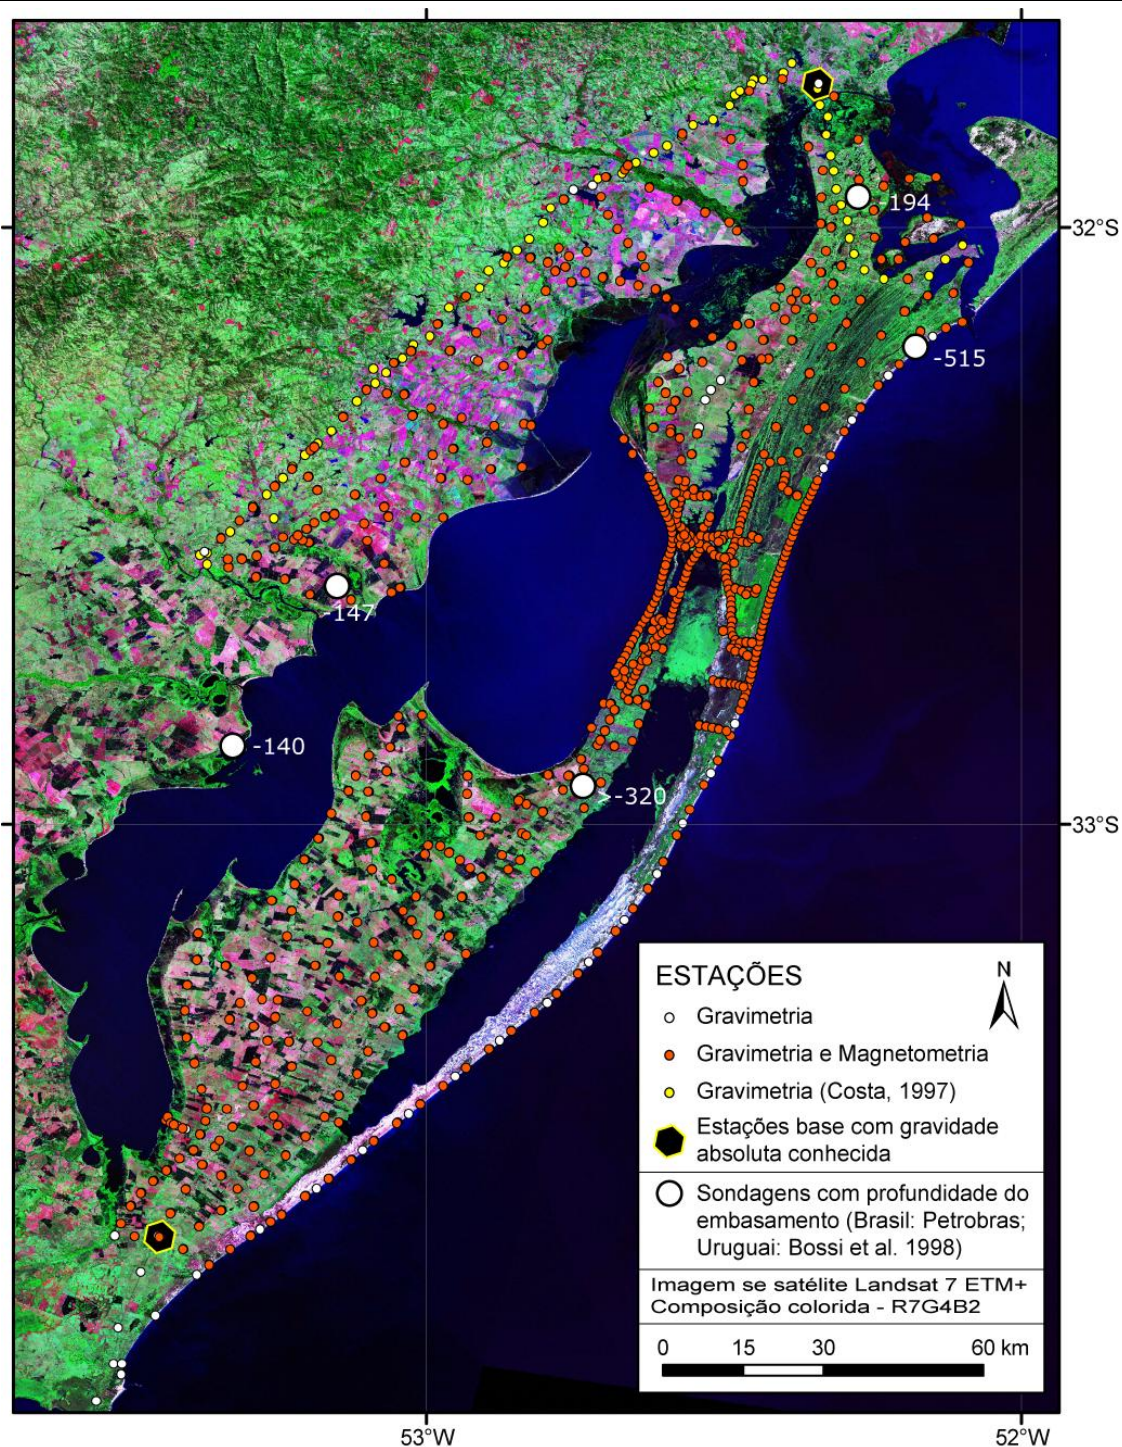 -194
32°S
-515
-147
-140
>-320
33°S
ESTAÇÕES
N
Gravimetria
Gravimetria e Magnetometria
Gravimetria (Costa, 1997)
Estações base com gravidade
absoluta conhecida
Sondagens com profundidade do
embasamento (Brasil: Petrobras;
Uruguai: Bossi et al. 1998)
Imagem se satélite Landsat 7 ETM+
Composição colorida - R7G4B2
0 15 30 60 km
53°W 52°W